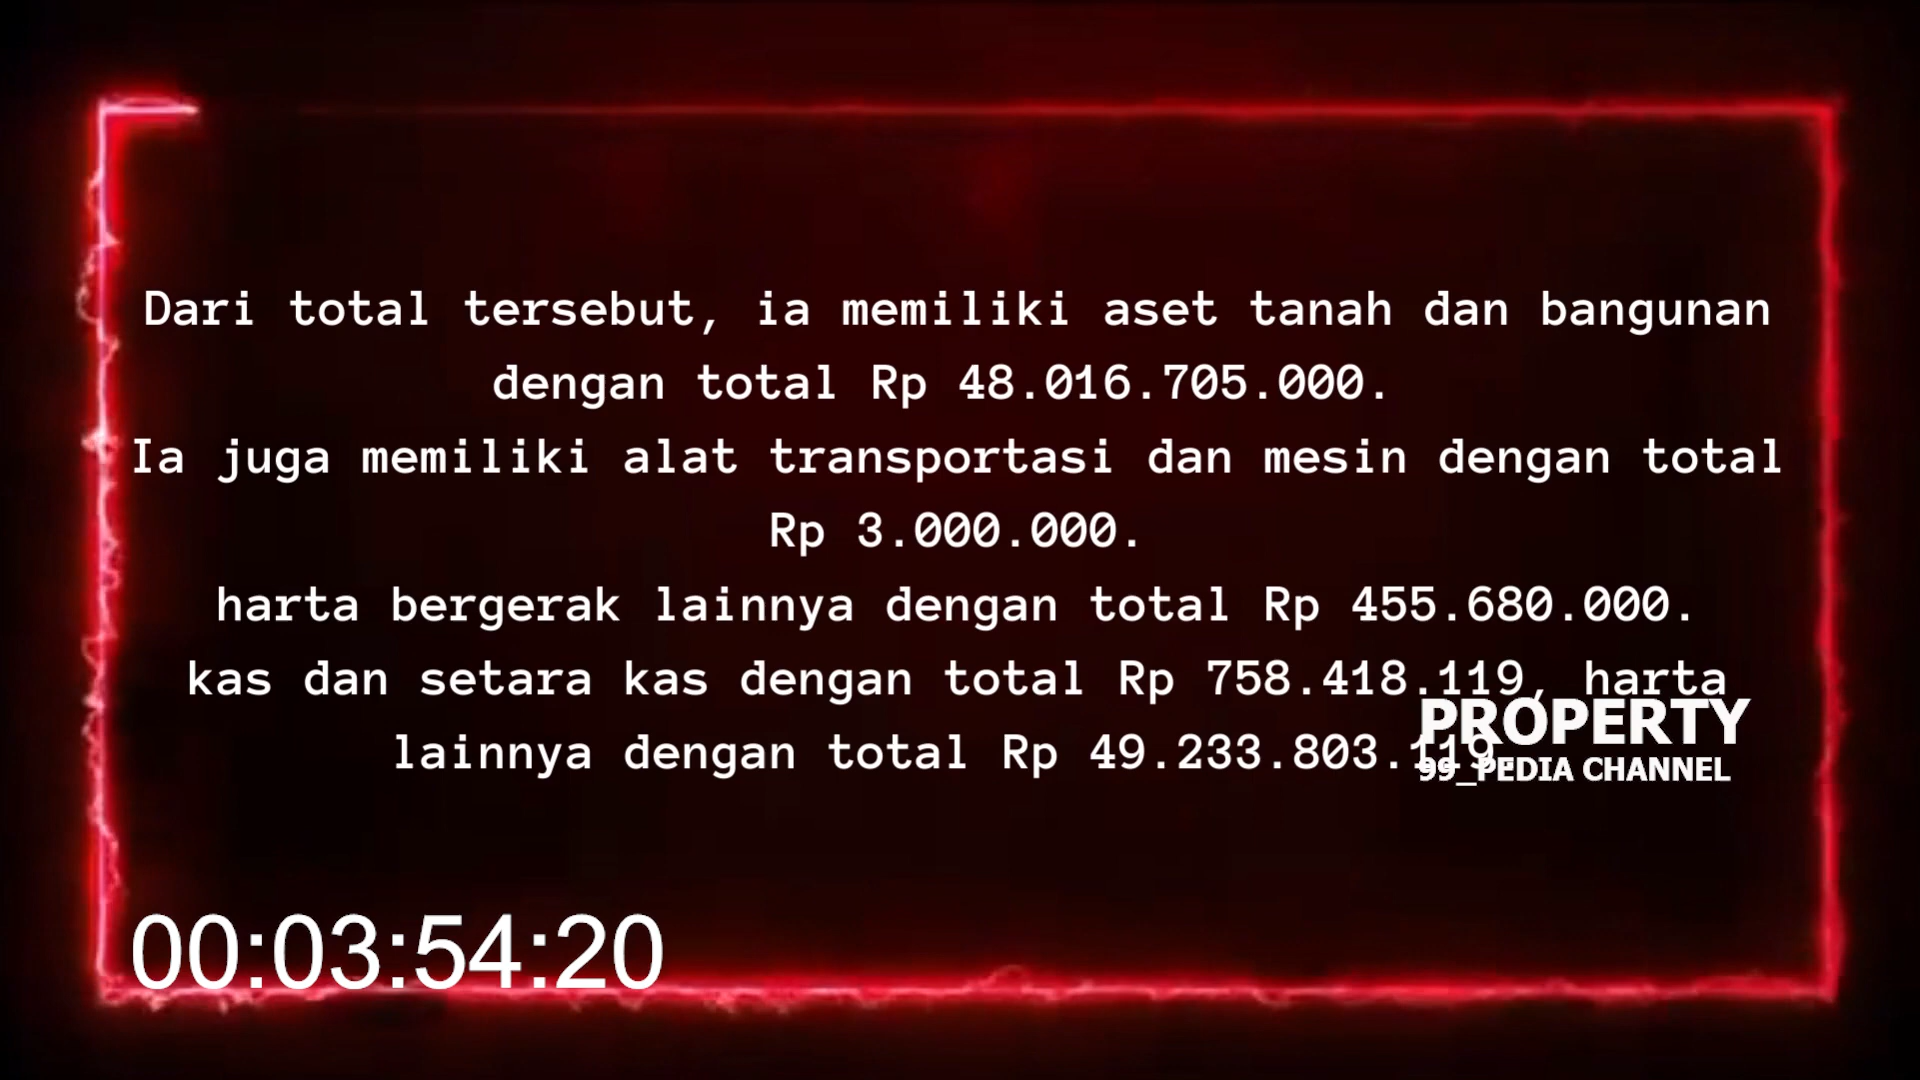 Dari total tersebut, ia memiliki aset tanah dan bangunan
dengan total Rp 48.016.705.000.
Ia juga memiliki alat transportasi dan mesin dengan total
Rp 3.000.000.
harta bergerak lainnya dengan total Rp 455.680.000.
kas dan setara kas dengan total Rp 758.418.119, harta
lainnya dengan total Rp 49.233.803.119.
PROPERTY
99_PEDIA CHANNEL
00:03:54:20